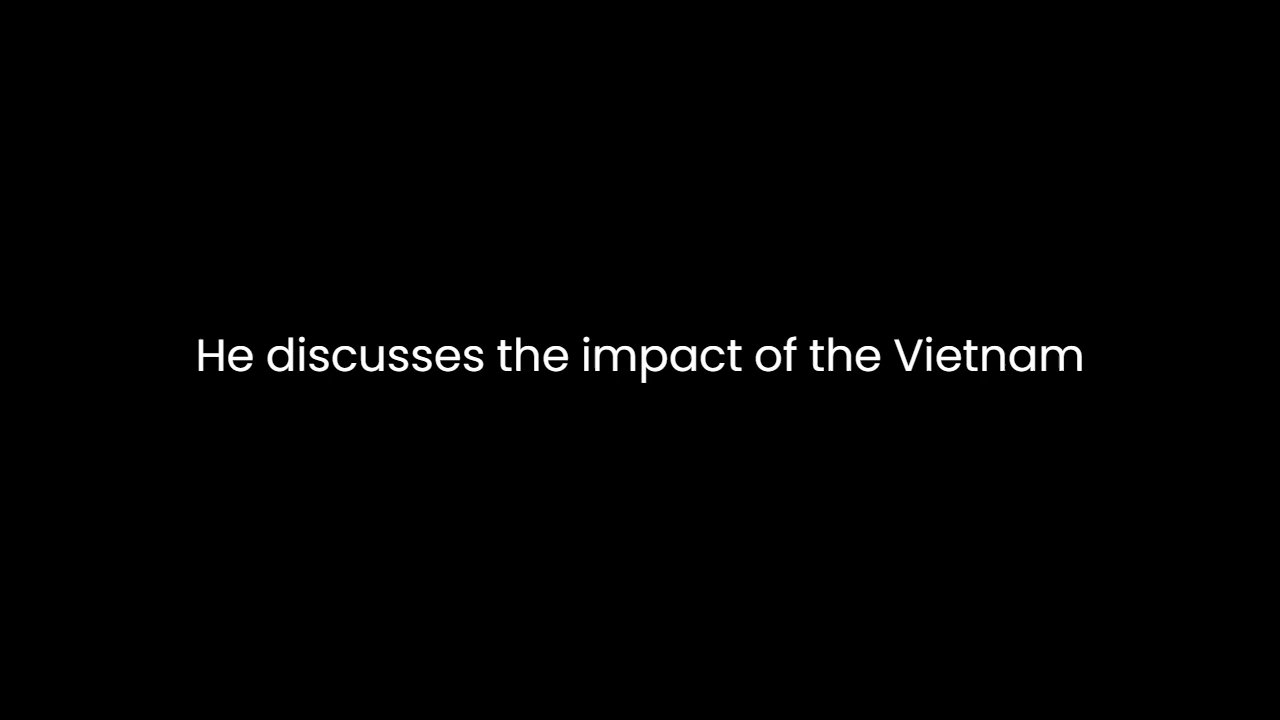 He discusses the impact of the Vietnam